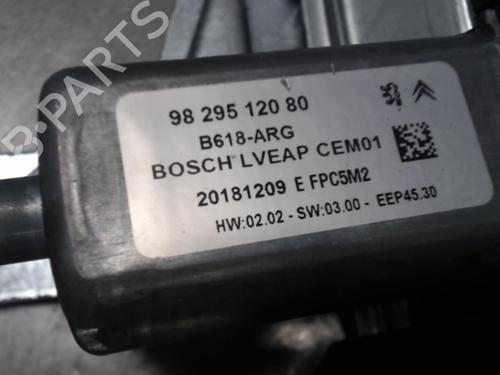 B-PARTS
98 295 120 80
B618-ARG
BOSCH LVEAP CEM01
20181209 E FPC5M2
HW:02.02 - SW:03.00 - EEP45.30